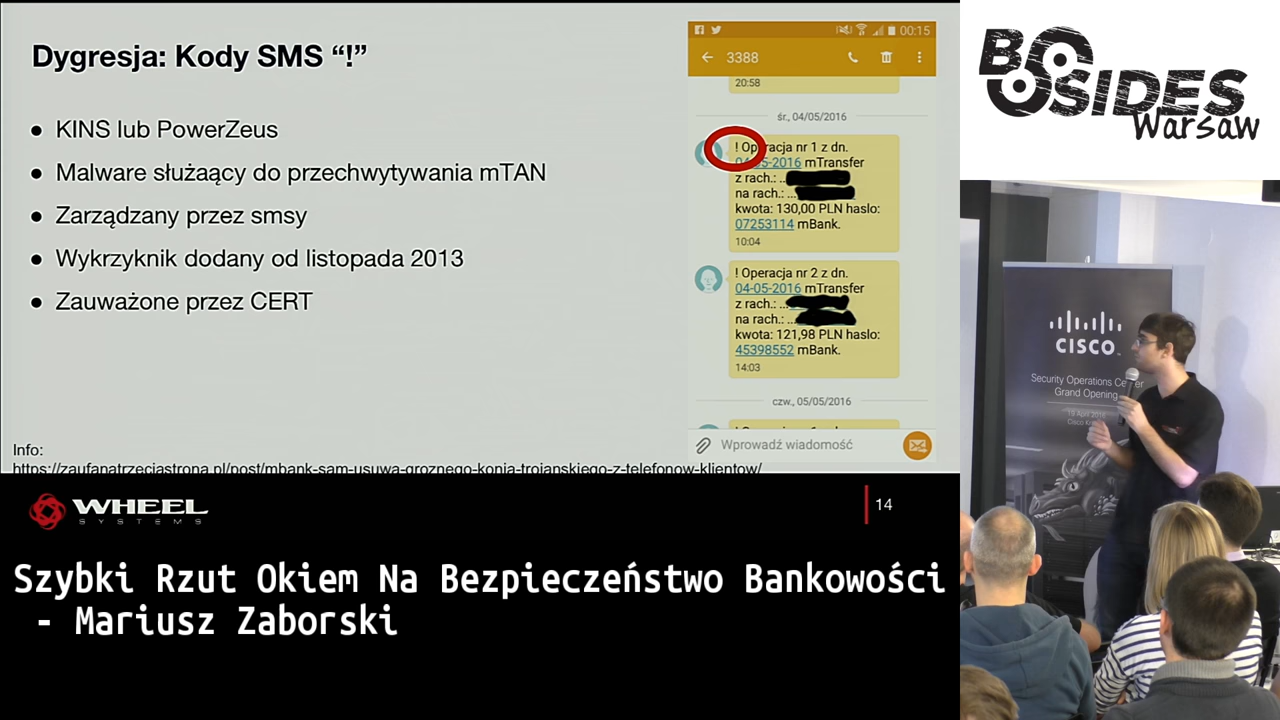 Dygresja: Kody SMS “!”
● KINS lub PowerZeus
● Malware służaący do przechwytywania mTAN
● Zarządzany przez smsy
● Wykrzyknik dodany od listopada 2013
● Zauważone przez CERT
Info:
https://zaufanatrzeciastrona.pl/post/mbank-sam-usuwa-groznego-konia-trojanskiego-z-telefonow-klientow/
00:15
3388
20:58
śr., 04/05/2016
! Operacja nr 1 z dn.
04-05-2016 mTransfer
z rach.: ..
na rach.: ...
kwota: 130,00 PLN haslo:
07253114 mBank.
10:04
! Operacja nr 2 z dn.
04-05-2016 mTransfer
z rach.: ..
na rach.: ...
kwota: 121,98 PLN haslo:
45398552 mBank.
14:03
czw., 05/05/2016
Wprowadź wiadomość
WHEEL
SYSTEMS
14
Szybki Rzut Okiem Na Bezpieczeństwo Bankowości
- Mariusz Zaborski
BSIDES
Warsaw
CISCO
Security Operations Center
Grand Opening
19 April 2016
Cisco